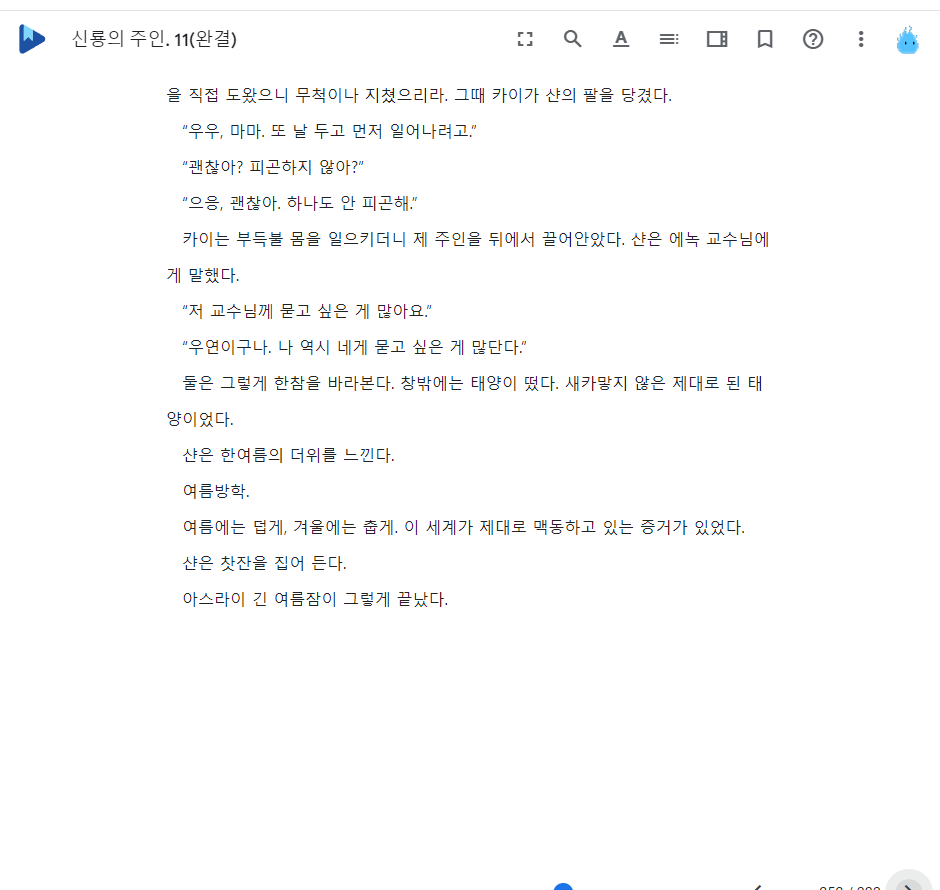 신룡의 주인. 11(완결)
을 직접 도왔으니 무척이나 지쳤으리라. 그때 카이가 샨의 팔을 당겼다.
“우우, 마마. 또 날 두고 먼저 일어나려고.”
“괜찮아? 피곤하지 않아?”
“으응, 괜찮아. 하나도 안 피곤해.”
카이는 부득불 몸을 일으키더니 제 주인을 뒤에서 끌어안았다. 샨은 에녹 교수님에
게 말했다.
“저 교수님께 묻고 싶은 게 많아요.”
“우연이구나. 나 역시 네게 묻고 싶은 게 많단다.”
둘은 그렇게 한참을 바라본다. 창밖에는 태양이 떴다. 새카맣지 않은 제대로 된 태
양이었다.
샨은 한여름의 더위를 느낀다.
여름방학.
여름에는 덥게, 겨울에는 춥게. 이 세계가 제대로 맥동하고 있는 증거가 있었다.
샨은 찻잔을 집어 든다.
아스라이 긴 여름잠이 그렇게 끝났다.